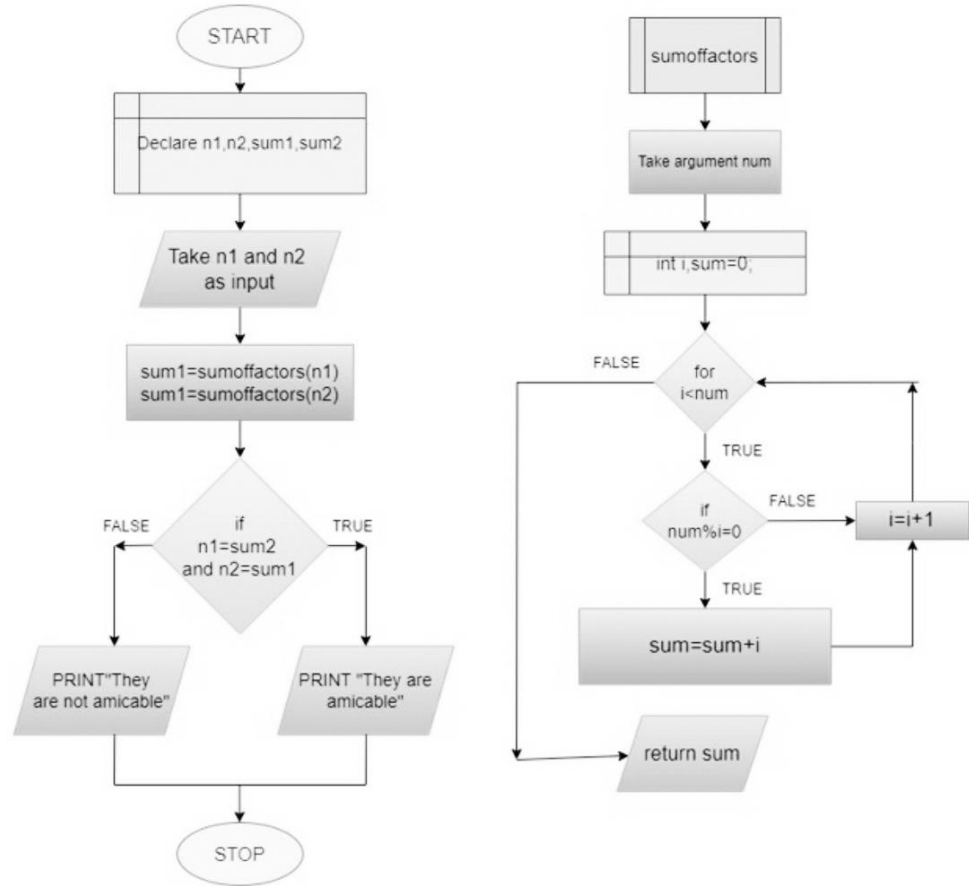 START
Declare n1,n2,sum1,sum2
Take n1 and n2
as input
sum1=sumoffactors(n1)
sum1=sumoffactors(n2)
if
n1=sum2
and n2=sum1
FALSE
TRUE
PRINT"They
are not amicable"
PRINT "They are
amicable"
STOP
sumoffactors
Take argument num
int i,sum=0;
for
i<num
FALSE
TRUE
if
num%i=0
FALSE
i=i+1
TRUE
sum=sum+i
return sum